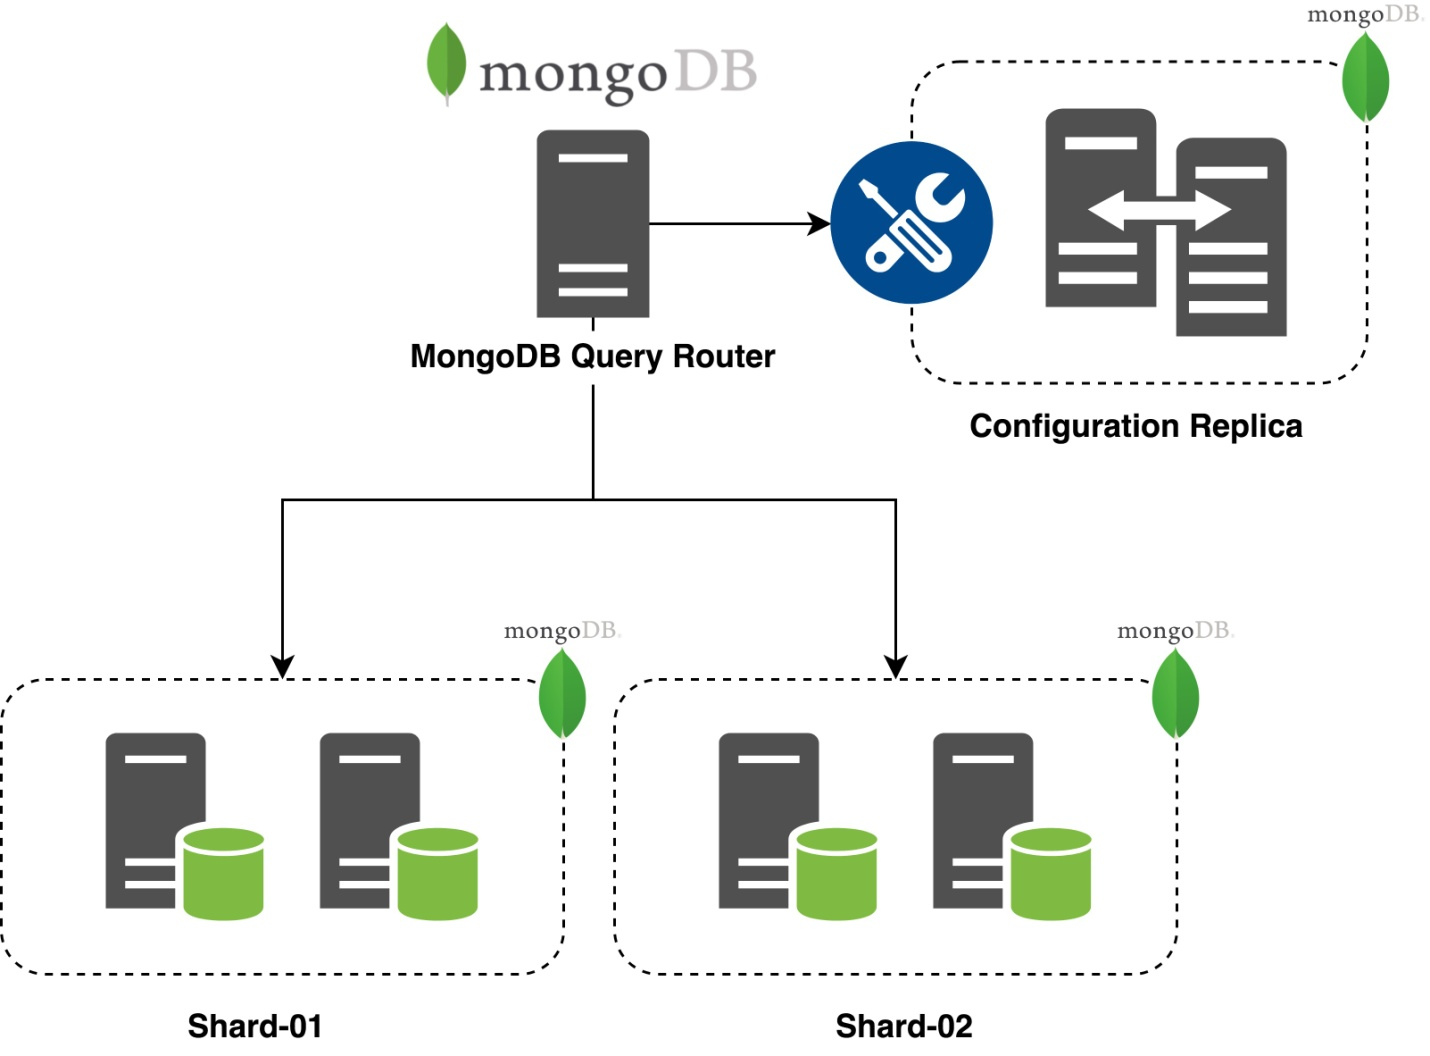 mongoDB.
mongoDB
MongoDB Query Router
Configuration Replica
mongoDB.
mongoDB.
Shard-01
Shard-02